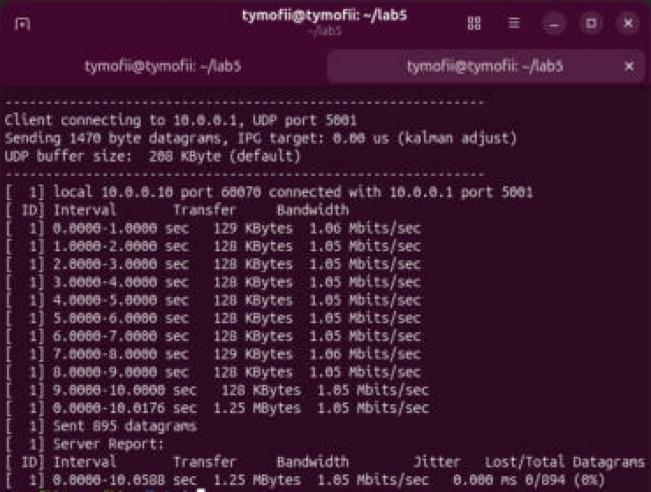 tymofii@tymofii: ~/lab5
~/lab5
tymofii@tymofii: ~/lab5 tymofii@tymofii: ~/lab5
------------------------------------------------------------
Client connecting to 10.0.0.1, UDP port 5001
Sending 1470 byte datagrams, IPG target: 0.00 us (kalman adjust)
UDP buffer size: 208 KByte (default)
------------------------------------------------------------
[ 1] local 10.0.0.10 port 60070 connected with 10.0.0.1 port 5001
[ ID] Interval Transfer Bandwidth
[ 1] 0.0000-1.0000 sec 129 KBytes 1.06 Mbits/sec
[ 1] 1.0000-2.0000 sec 128 KBytes 1.05 Mbits/sec
[ 1] 2.0000-3.0000 sec 128 KBytes 1.05 Mbits/sec
[ 1] 3.0000-4.0000 sec 128 KBytes 1.05 Mbits/sec
[ 1] 4.0000-5.0000 sec 128 KBytes 1.05 Mbits/sec
[ 1] 5.0000-6.0000 sec 128 KBytes 1.05 Mbits/sec
[ 1] 6.0000-7.0000 sec 128 KBytes 1.05 Mbits/sec
[ 1] 7.0000-8.0000 sec 129 KBytes 1.06 Mbits/sec
[ 1] 8.0000-9.0000 sec 128 KBytes 1.05 Mbits/sec
[ 1] 9.0000-10.0000 sec 128 KBytes 1.05 Mbits/sec
[ 1] 0.0000-10.0176 sec 1.25 MBytes 1.05 Mbits/sec
[ 1] Sent 895 datagrams
[ 1] Server Report:
[ ID] Interval Transfer Bandwidth Jitter Lost/Total Datagrams
[ 1] 0.0000-10.0588 sec 1.25 MBytes 1.05 Mbits/sec 0.000 ms 0/894 (0%)